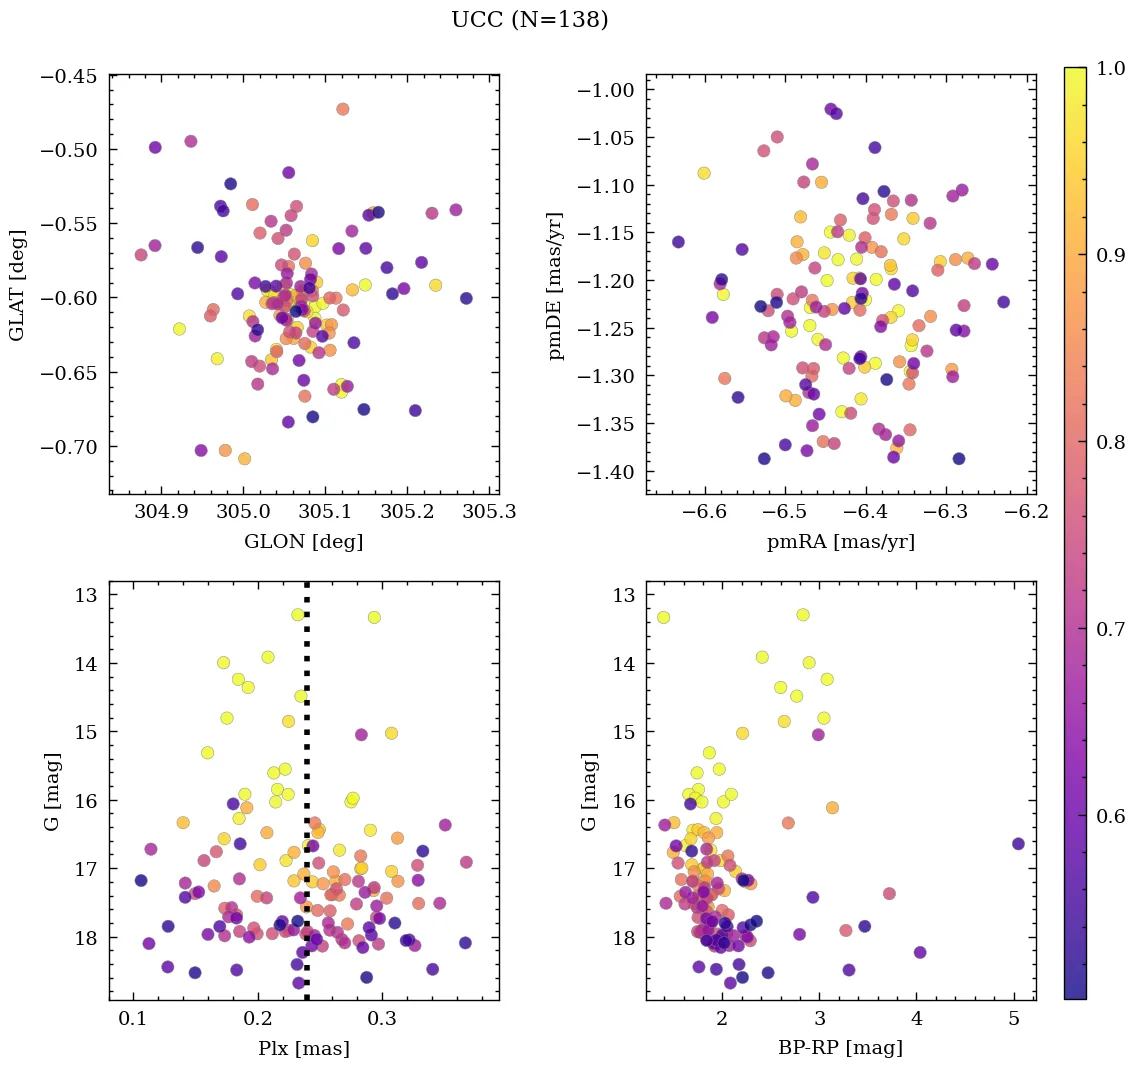 UCC (N=138)
−0.45
−0.50
−0.55
−0.60
−0.65
−0.70
GLAT [deg]
304.9 305.0 305.1 305.2 305.3
GLON [deg]
−1.00
−1.05
−1.10
−1.15
−1.20
−1.25
−1.30
−1.35
−1.40
pmDE [mas/yr]
−6.6 −6.5 −6.4 −6.3 −6.2
pmRA [mas/yr]
13
14
15
16
17
18
G [mag]
0.1 0.2 0.3
Plx [mas]
13
14
15
16
17
18
G [mag]
2 3 4 5
BP-RP [mag]
1.0
0.9
0.8
0.7
0.6